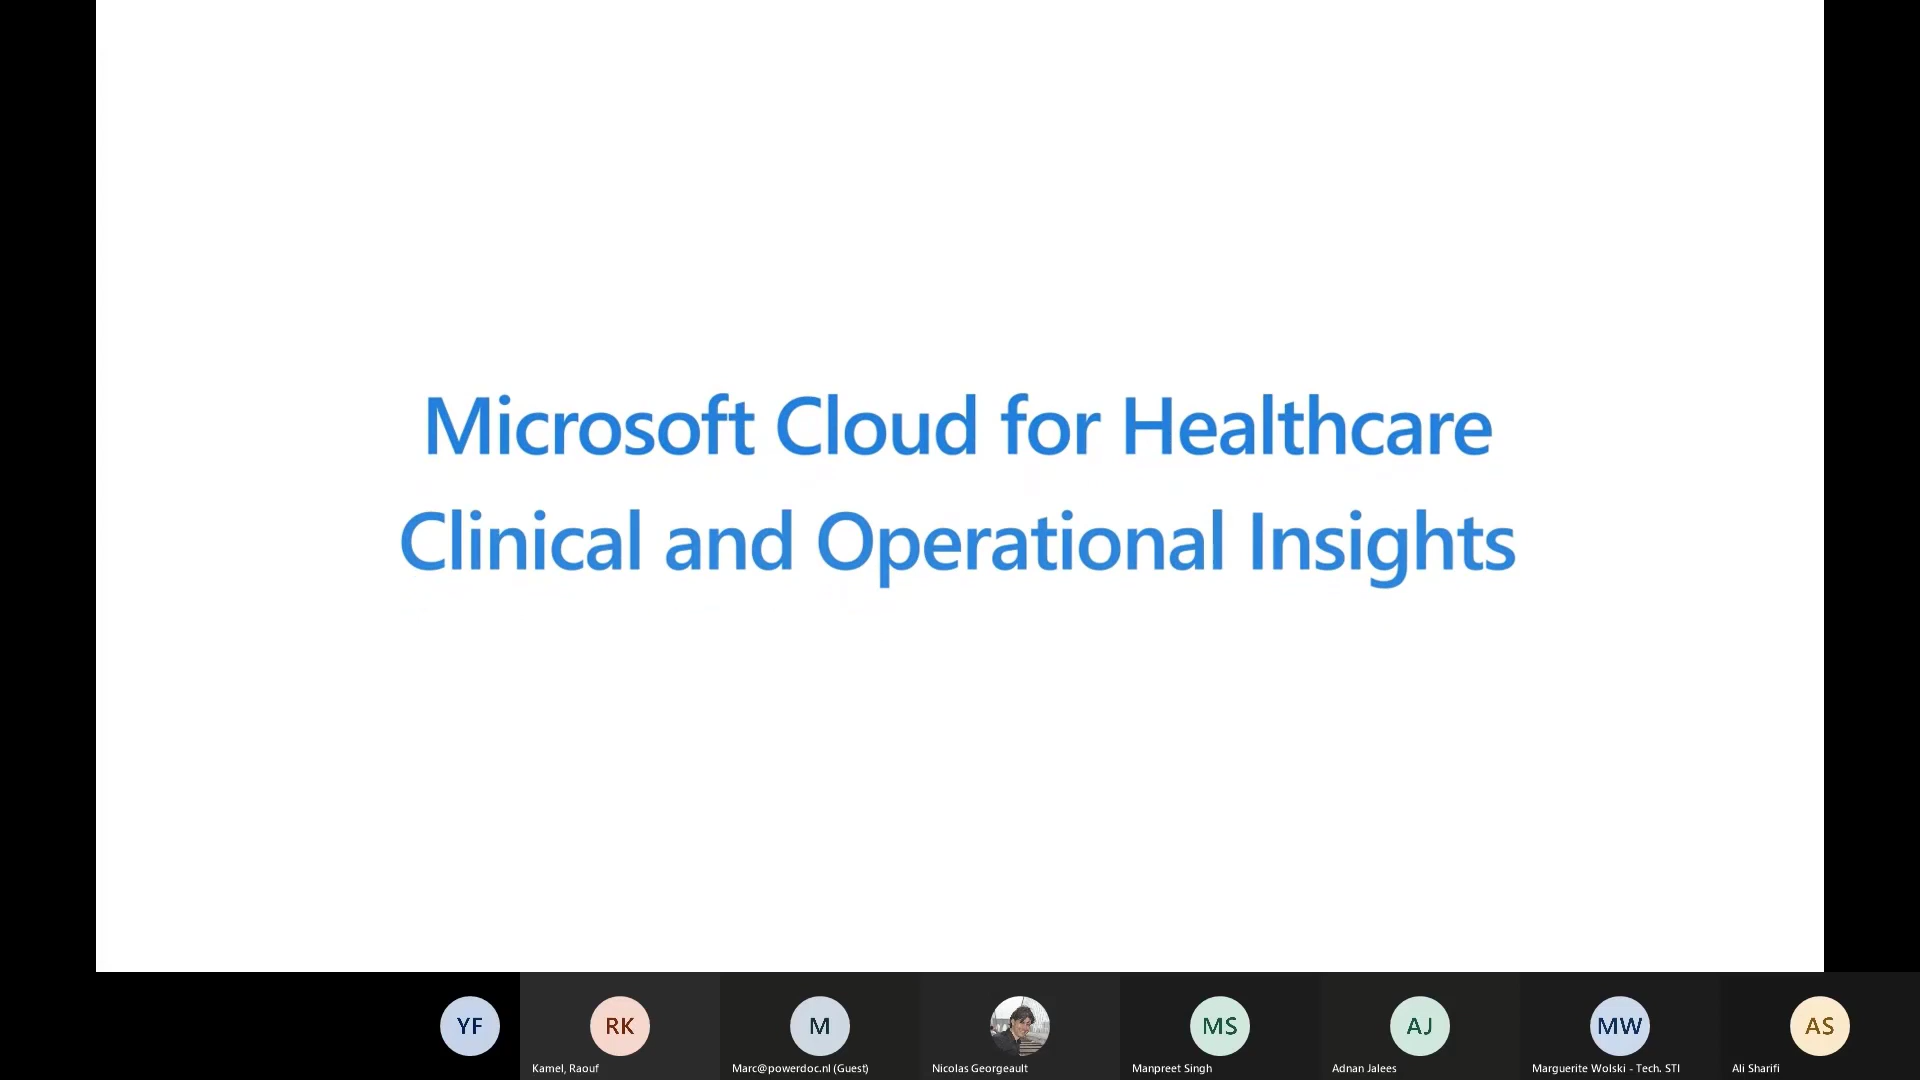 Microsoft Cloud for Healthcare
Clinical and Operational Insights
YF
RK
M
MS
AJ
MW
AS
Kamel, Raouf
Marc@powerdoc.nl (Guest)
Nicolas Georgeault
Manpreet Singh
Adnan Jalees
Marguerite Wolski - Tech. STI
Ali Sharifi